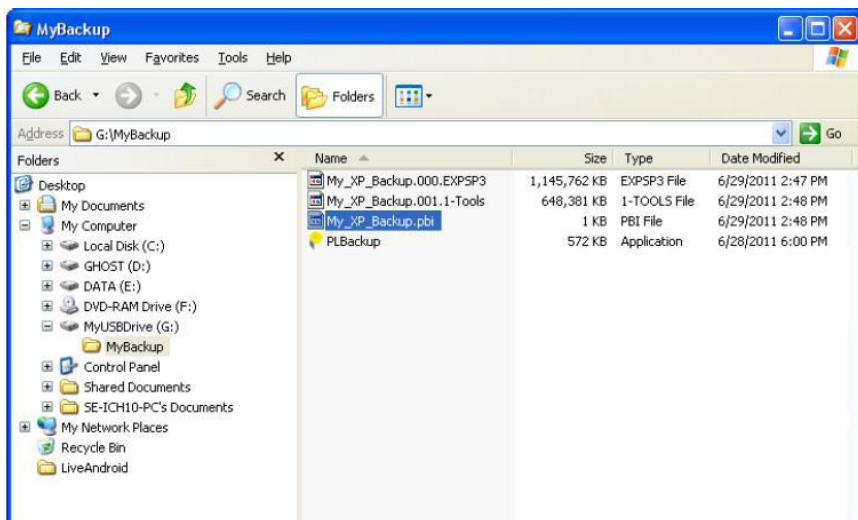 MyBackup
File Edit View Favorites Tools Help
Back Search Folders
Address G:\MyBackup Go
Folders X Name Size Type Date Modified
Desktop My_XP_Backup.000.EXPSP3 1,145,762 KB EXPSP3 File 6/29/2011 2:47 PM
My Documents My_XP_Backup.001.1-Tools 648,381 KB 1-TOOLS File 6/29/2011 2:48 PM
My Computer My_XP_Backup.pbi 1 KB PBI File 6/29/2011 2:48 PM
Local Disk (C:) PLBackup 572 KB Application 6/28/2011 6:00 PM
GHOST (D:)
DATA (E:)
DVD-RAM Drive (F:)
MyUSBDrive (G:)
MyBackup
Control Panel
Shared Documents
SE-ICH10-PC's Documents
My Network Places
Recycle Bin
LiveAndroid